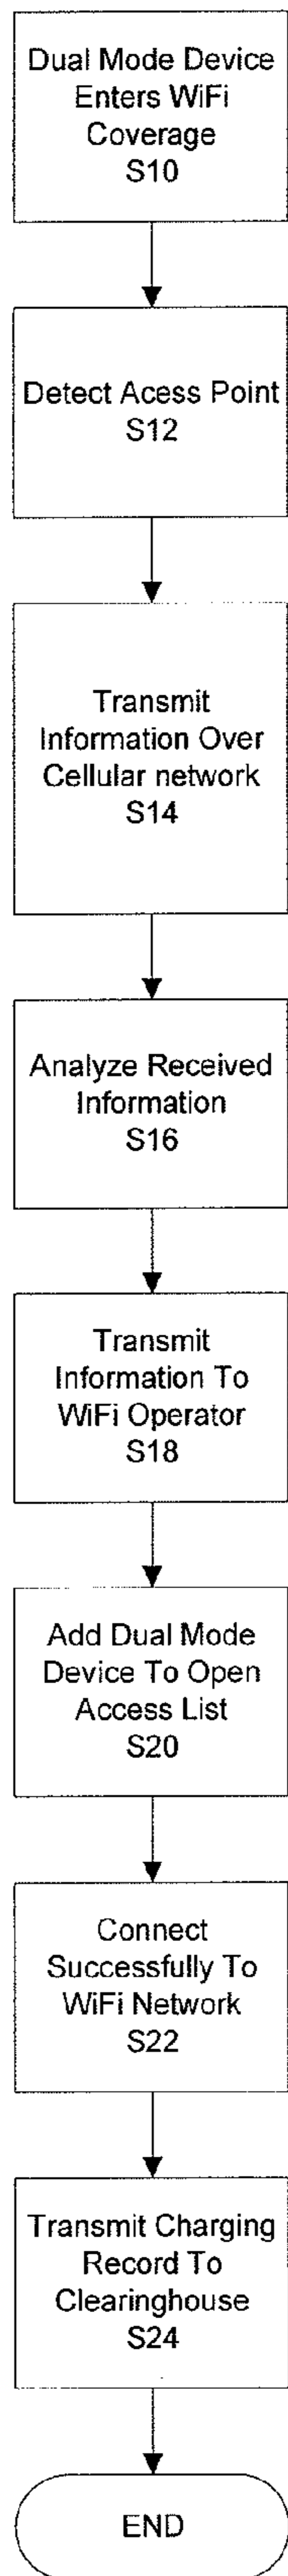 Dual Mode Device
Enters WiFi
Coverage
S10
Detect Acess Point
S12
Transmit
Information Over
Cellular network
S14
Analyze Received
Information
S16
Transmit
Information To
WiFi Operator
S18
Add Dual Mode
Device To Open
Access List
S20
Connect
Successfully To
WiFi Network
S22
Transmit Charging
Record To
Clearinghouse
S24
END